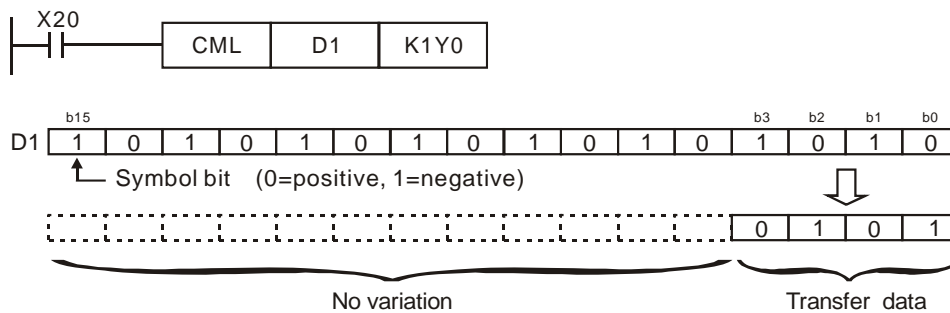 X20
CML D1 K1Y0
b15 b3 b2 b1 b0
D1 1 0 1 0 1 0 1 0 1 0 1 0 1 0 1 0
Symbol bit (0=positive, 1=negative)
0 1 0 1
No variation Transfer data